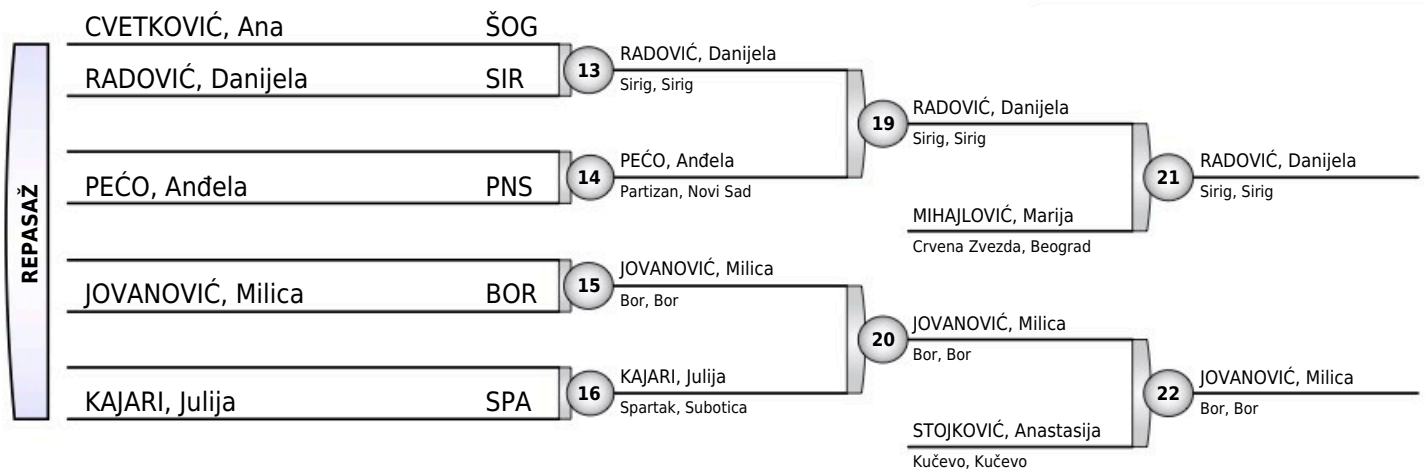 CVETKOVIĆ, Ana ŠOG
RADOVIĆ, Danijela SIR
PEĆO, Anđela PNS
JOVANOVIĆ, Milica BOR
KAJARI, Julija SPA
REPASAŽ
13
RADOVIĆ, Danijela
Sirig, Sirig
14
PEĆO, Anđela
Partizan, Novi Sad
15
JOVANOVIĆ, Milica
Bor, Bor
16
KAJARI, Julija
Spartak, Subotica
19
RADOVIĆ, Danijela
Sirig, Sirig
MIHAJLOVIĆ, Marija
Crvena Zvezda, Beograd
20
JOVANOVIĆ, Milica
Bor, Bor
STOJKOVIĆ, Anastasija
Kučevo, Kučevo
21
RADOVIĆ, Danijela
Sirig, Sirig
22
JOVANOVIĆ, Milica
Bor, Bor